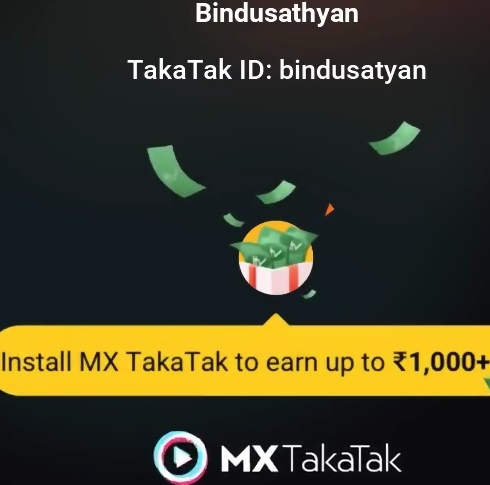 Bindusathyan
TakaTak ID: bindusatyan
Install MX TakaTak to earn up to ₹1,000+
MX TakaTak